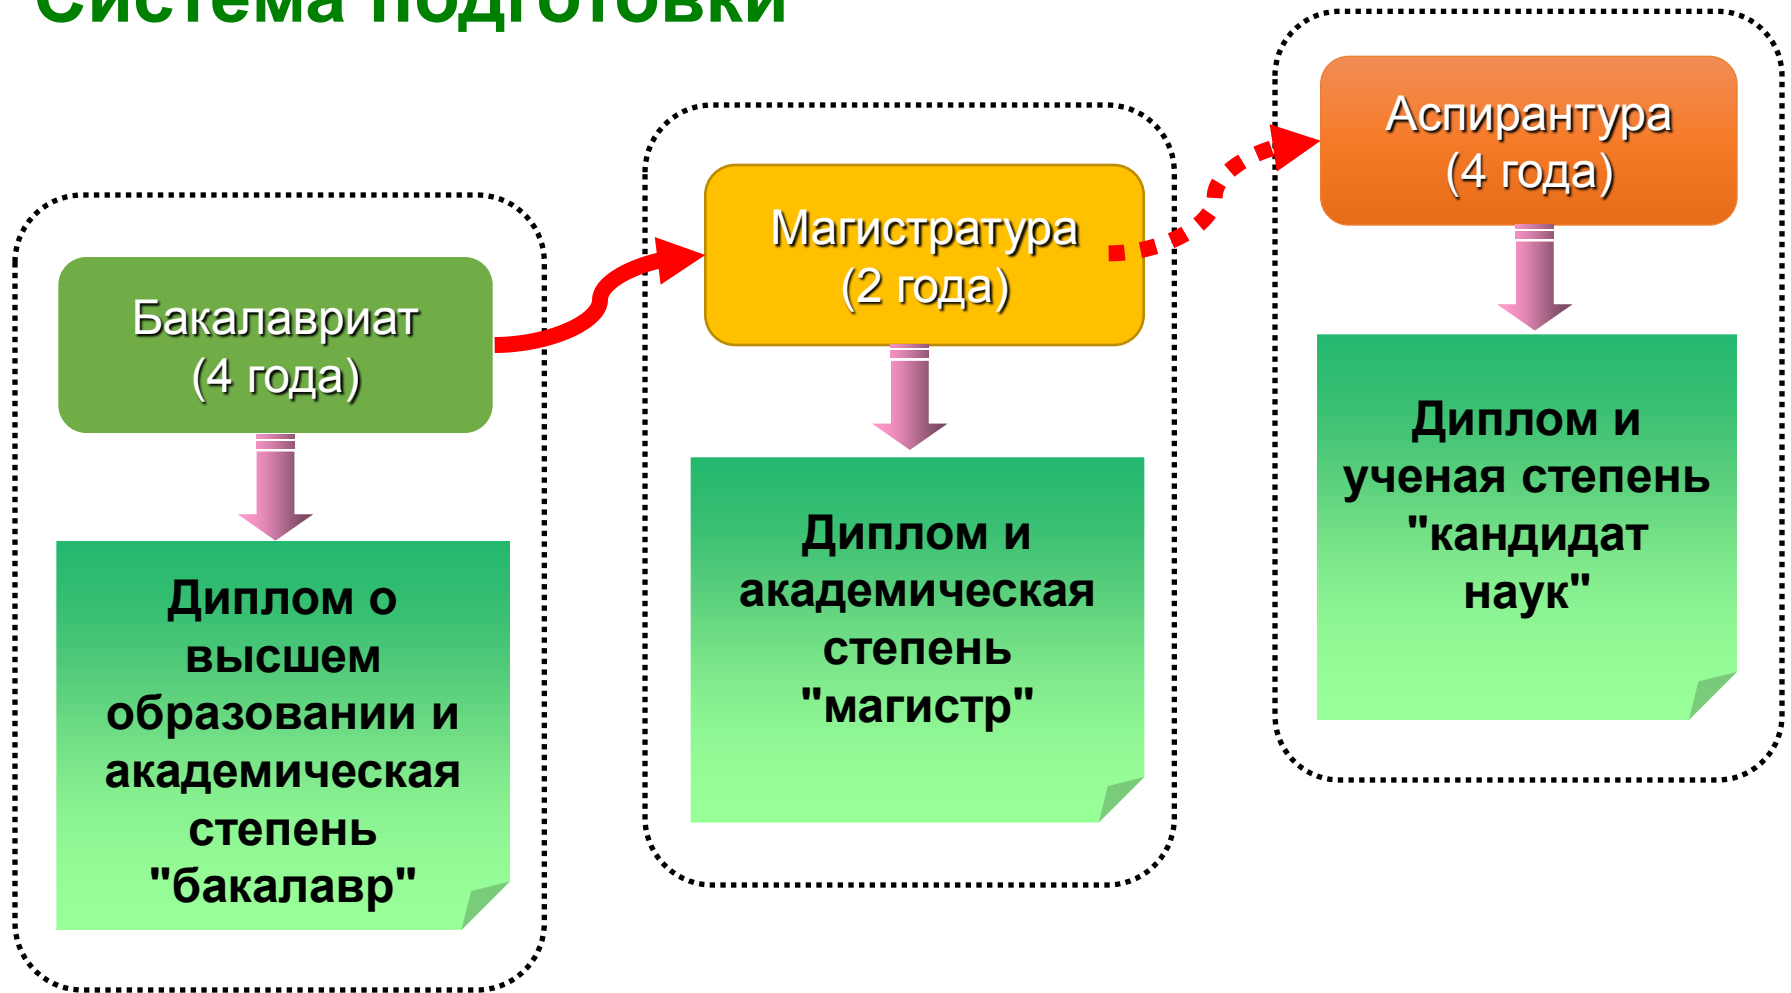 Система подготовки
Бакалавриат
(4 года)
Диплом о
высшем
образовании и
академическая
степень
"бакалавр"
Магистратура
(2 года)
Диплом и
академическая
степень
"магистр"
Аспирантура
(4 года)
Диплом и
ученая степень
"кандидат
наук"